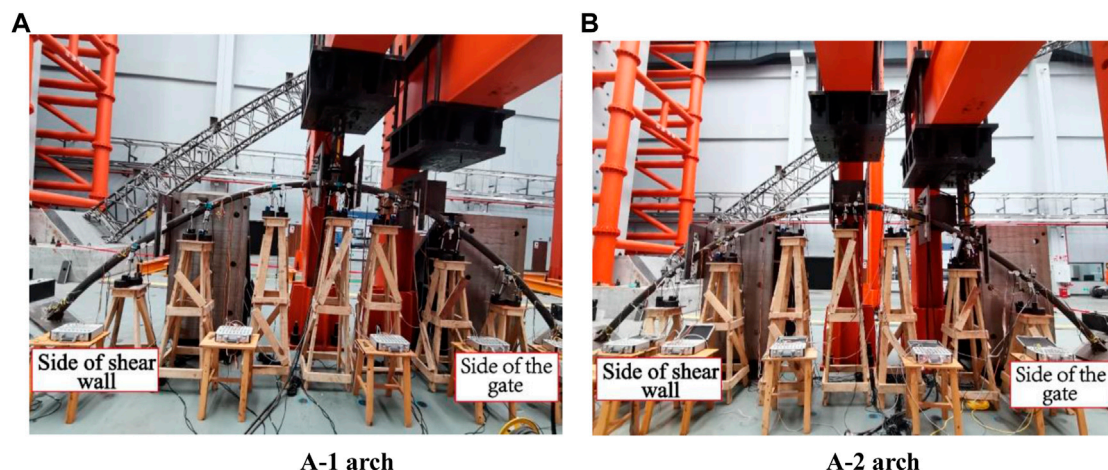 A
B
Side of shear
wall
Side of the
gate
Side of shear
wall
Side of the
gate
A-1 arch
A-2 arch